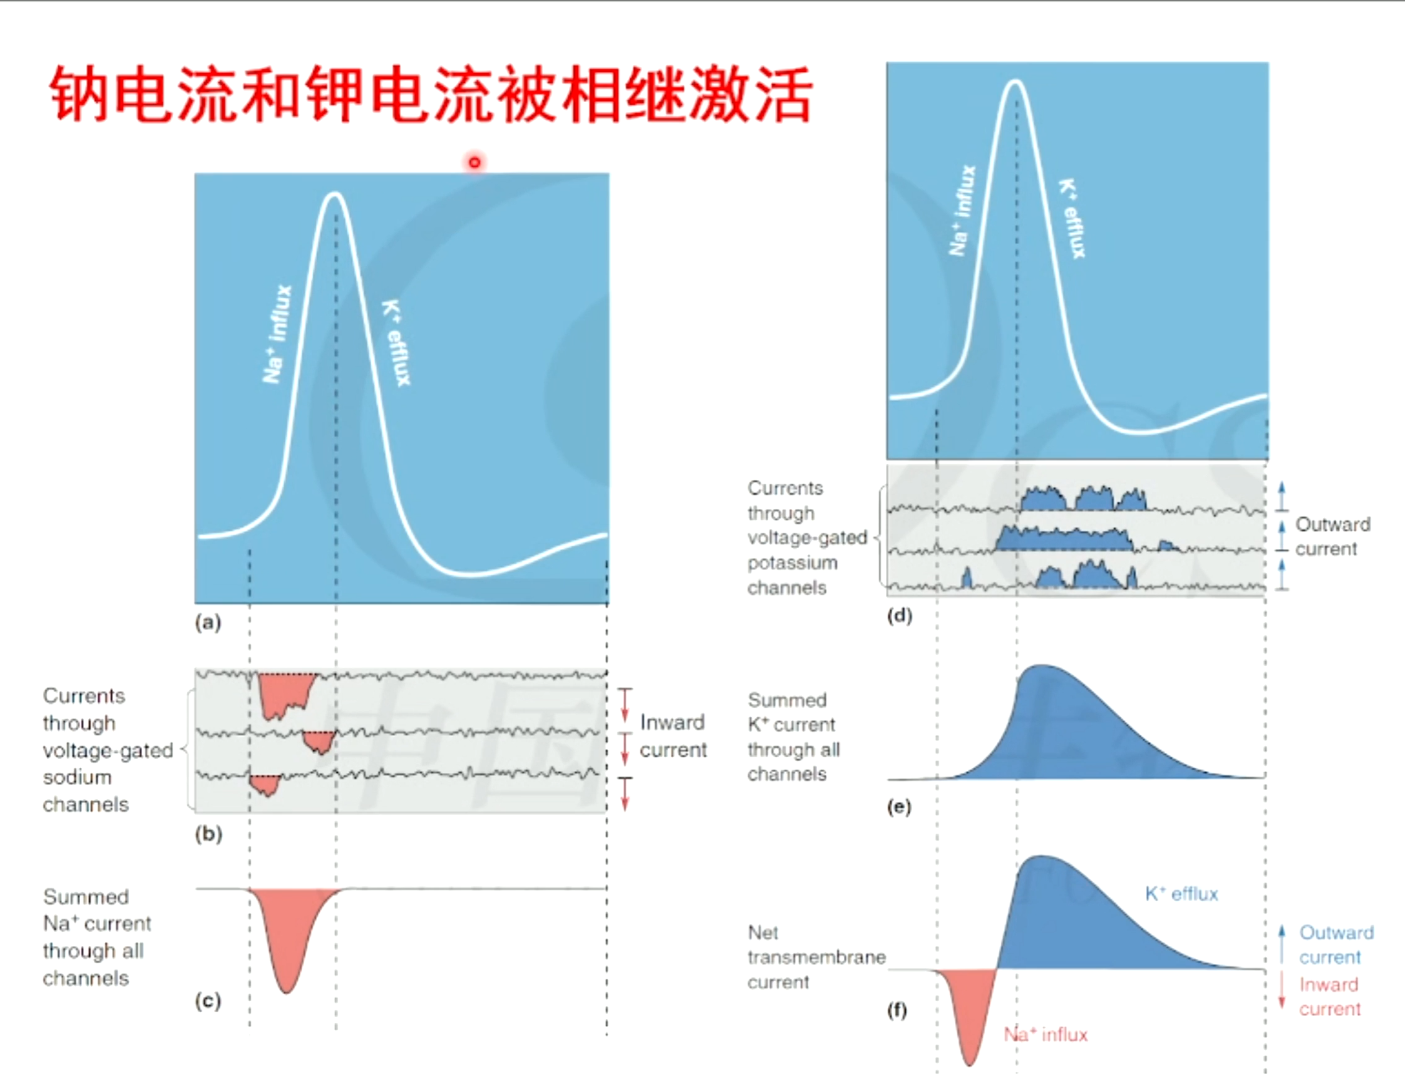 钠电流和钾电流被相继激活
Na⁺ influx
K⁺ efflux
(a)
Currents
through
voltage-gated
sodium
channels
Inward
current
(b)
Summed
Na⁺ current
through all
channels
(c)
Na⁺ influx
K⁺ efflux
Currents
through
voltage-gated
potassium
channels
Outward
current
(d)
Summed
K⁺ current
through all
channels
(e)
Net
transmembrane
current
K⁺ efflux
Outward
current
Inward
current
(f)
Na⁺ influx
中国